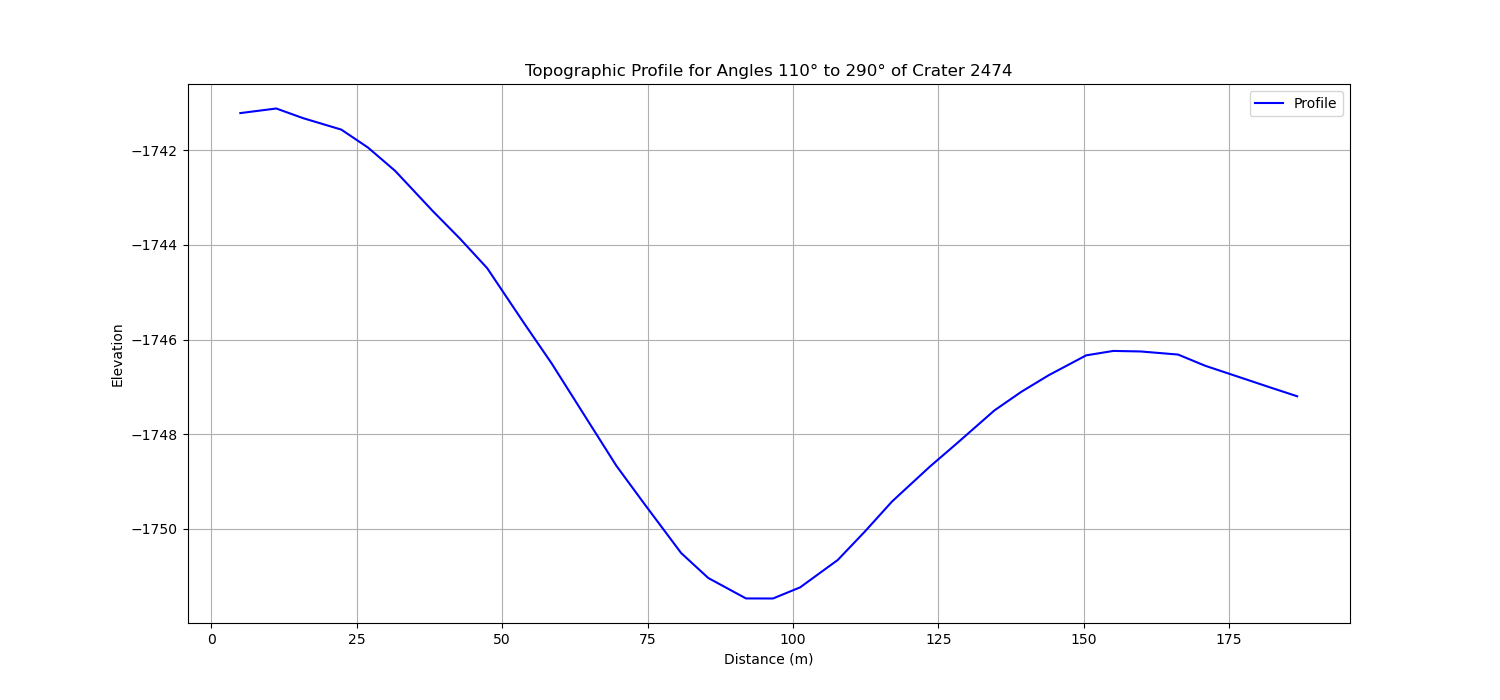 Topographic Profile for Angles 110° to 290° of Crater 2474
Profile
−1742
−1744
−1746
−1748
−1750
Elevation
0 25 50 75 100 125 150 175
Distance (m)